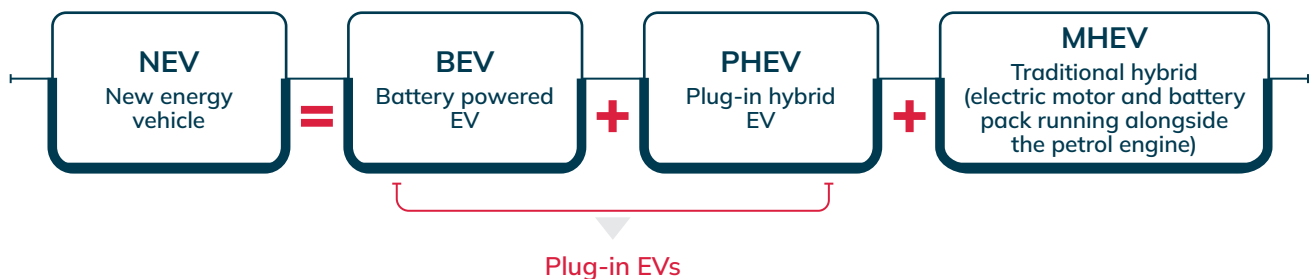 NEV
New energy
vehicle
=
BEV
Battery powered
EV
+
PHEV
Plug-in hybrid
EV
+
MHEV
Traditional hybrid
(electric motor and battery
pack running alongside
the petrol engine)
Plug-in EVs